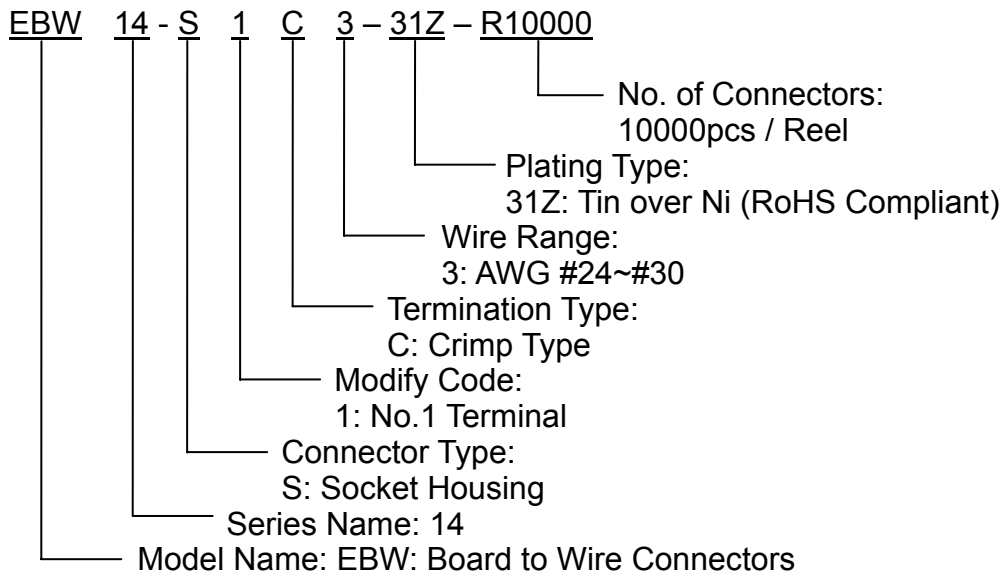 EBW 14 - S 1 C 3 – 31Z – R10000
No. of Connectors:
10000pcs / Reel
Plating Type:
31Z: Tin over Ni (RoHS Compliant)
Wire Range:
3: AWG #24~#30
Termination Type:
C: Crimp Type
Modify Code:
1: No.1 Terminal
Connector Type:
S: Socket Housing
Series Name: 14
Model Name: EBW: Board to Wire Connectors